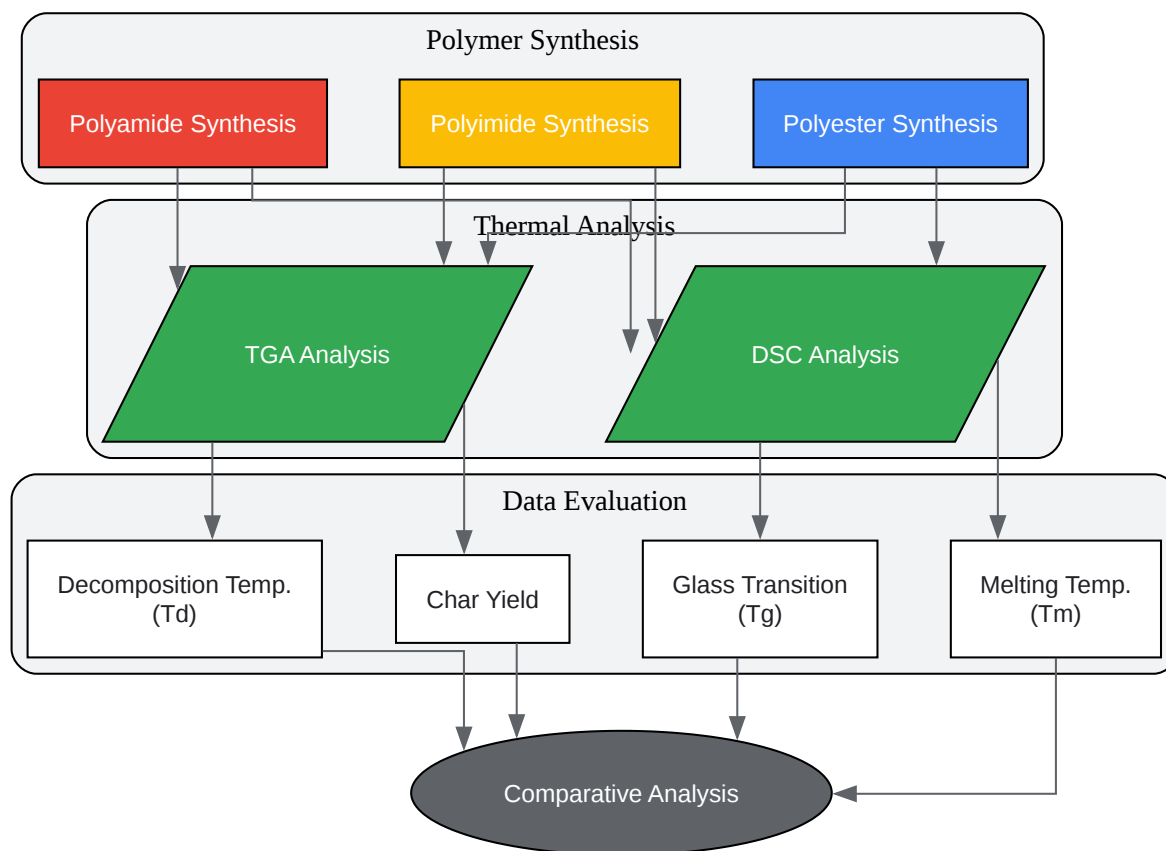 Polymer Synthesis
Polyamide Synthesis
Polyimide Synthesis
Polyester Synthesis
Thermal Analysis
TGA Analysis
DSC Analysis
Data Evaluation
Decomposition Temp.
(Td)
Char Yield
Glass Transition
(Tg)
Melting Temp.
(Tm)
Comparative Analysis